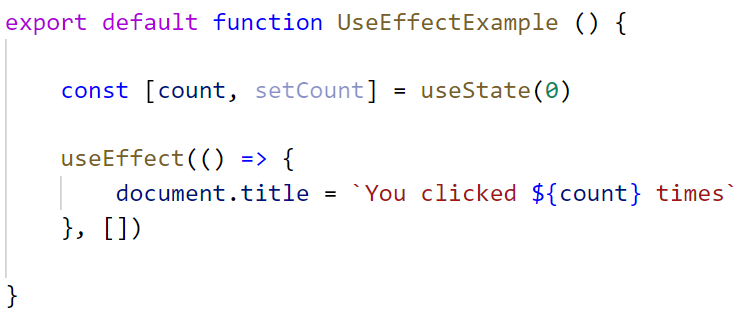 export default function UseEffectExample () {
const [count, setCount] = useState(0)
useEffect(() => {
document.title = `You clicked ${count} times`
}, [])
}